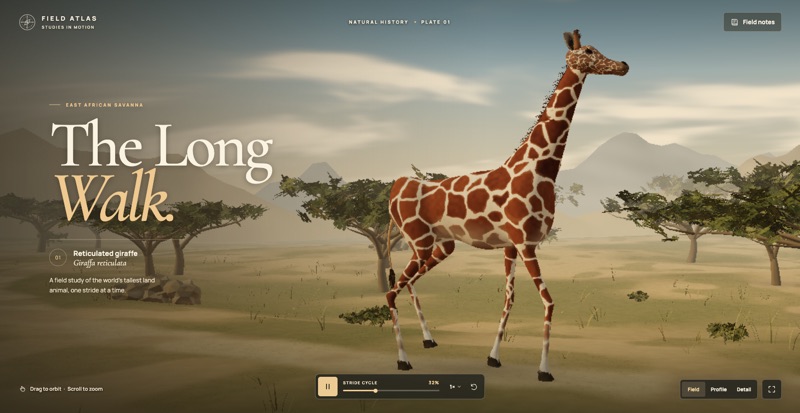 FIELD ATLAS
STUDIES IN MOTION
NATURAL HISTORY • PLATE 01
Field notes
EAST AFRICAN SAVANNA
The Long
Walk.
01
Reticulated giraffe
Giraffa reticulata
A field study of the world's tallest land
animal, one stride at a time.
Drag to orbit · Scroll to zoom
STRIDE CYCLE
32%
1×
Field
Profile
Detail